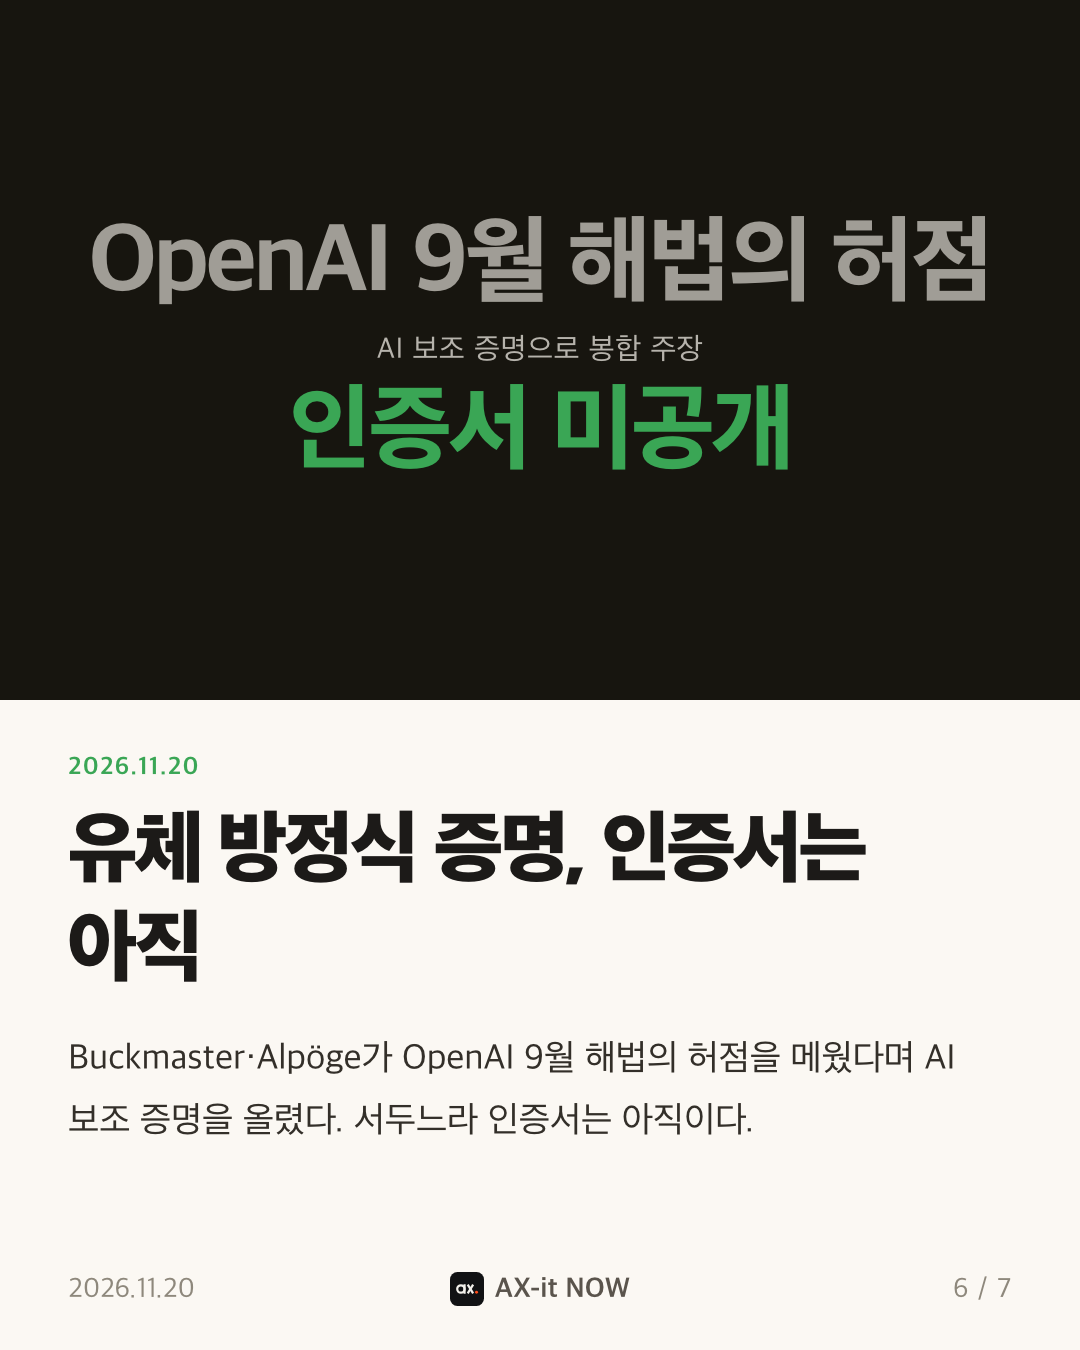 OpenAI 9월 해법의 허점
AI 보조 증명으로 봉합 주장
인증서 미공개
2026.11.20
유체 방정식 증명, 인증서는
아직
Buckmaster·Alpöge가 OpenAI 9월 해법의 허점을 메웠다며 AI
보조 증명을 올렸다. 서두느라 인증서는 아직이다.
2026.11.20
ax.
AX-it NOW
6 / 7